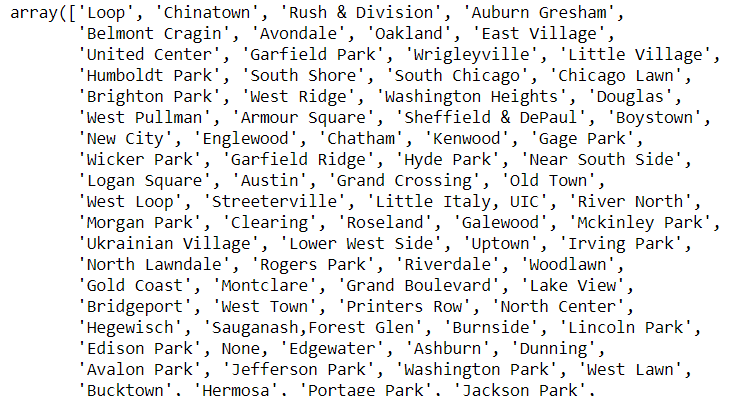 array(['Loop', 'Chinatown', 'Rush & Division', 'Auburn Gresham',
'Belmont Cragin', 'Avondale', 'Oakland', 'East Village',
'United Center', 'Garfield Park', 'Wrigleyville', 'Little Village',
'Humboldt Park', 'South Shore', 'South Chicago', 'Chicago Lawn',
'Brighton Park', 'West Ridge', 'Washington Heights', 'Douglas',
'West Pullman', 'Armour Square', 'Sheffield & DePaul', 'Boystown',
'New City', 'Englewood', 'Chatham', 'Kenwood', 'Gage Park',
'Wicker Park', 'Garfield Ridge', 'Hyde Park', 'Near South Side',
'Logan Square', 'Austin', 'Grand Crossing', 'Old Town',
'West Loop', 'Streeterville', 'Little Italy, UIC', 'River North',
'Morgan Park', 'Clearing', 'Roseland', 'Galewood', 'Mckinley Park',
'Ukrainian Village', 'Lower West Side', 'Uptown', 'Irving Park',
'North Lawndale', 'Rogers Park', 'Riverdale', 'Woodlawn',
'Gold Coast', 'Montclare', 'Grand Boulevard', 'Lake View',
'Bridgeport', 'West Town', 'Printers Row', 'North Center',
'Hegewisch', 'Sauganash,Forest Glen', 'Burnside', 'Lincoln Park',
'Edison Park', None, 'Edgewater', 'Ashburn', 'Dunning',
'Avalon Park', 'Jefferson Park', 'Washington Park', 'West Lawn',
'Bucktown', 'Hermosa', 'Portage Park', 'Jackson Park',